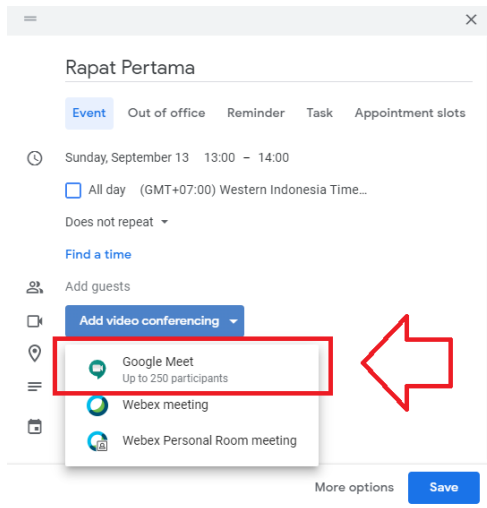 Rapat Pertama
Event Out of office Reminder Task Appointment slots
Sunday, September 13 13:00 – 14:00
All day (GMT+07:00) Western Indonesia Time...
Does not repeat
Find a time
Add guests
Add video conferencing
Google Meet
Up to 250 participants
Webex meeting
Webex Personal Room meeting
More options Save